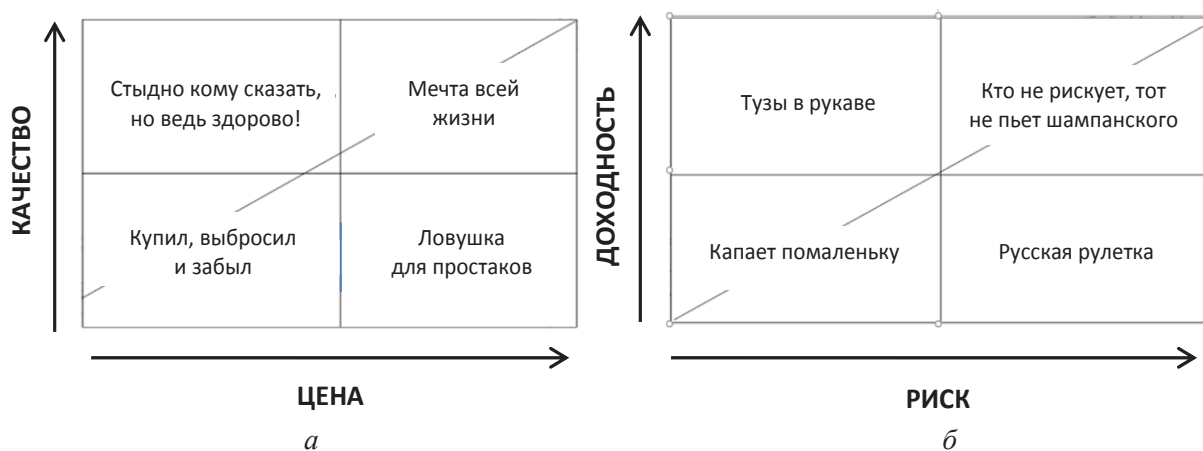 КАЧЕСТВО
Стыдно кому сказать,
но ведь здорово!
Мечта всей
жизни
Купил, выбросил
и забыл
Ловушка
для простаков
ЦЕНА
а
ДОХОДНОСТЬ
Тузы в рукаве
Кто не рискует, тот
не пьет шампанского
Капает помаленьку
Русская рулетка
РИСК
б